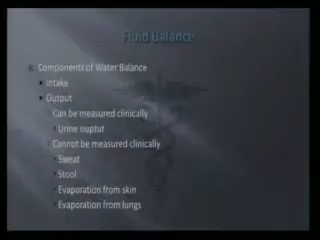 Fluid Balance
Components of Water Balance
Intake
Output
Can be measured clinically
Urine ouptut
Cannot be measured clinically
Sweat
Stool
Evaporation from skin
Evaporation from lungs